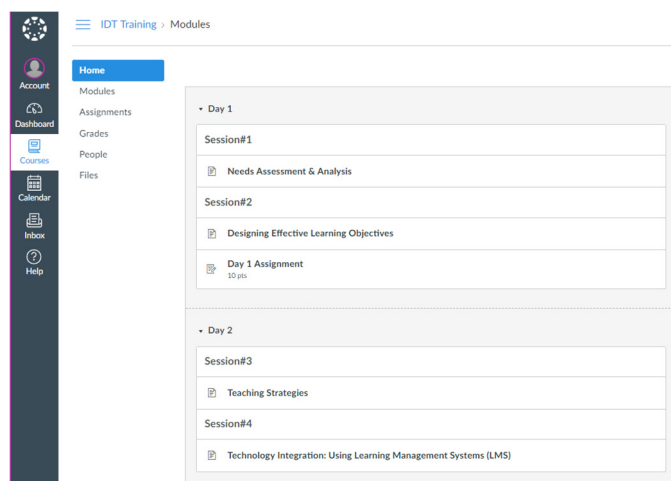 IDT Training › Modules
Account
Dashboard
Courses
Calendar
Inbox
Help
Home
Modules
Assignments
Grades
People
Files
Day 1
Session#1
Needs Assessment & Analysis
Session#2
Designing Effective Learning Objectives
Day 1 Assignment
10 pts
Day 2
Session#3
Teaching Strategies
Session#4
Technology Integration: Using Learning Management Systems (LMS)